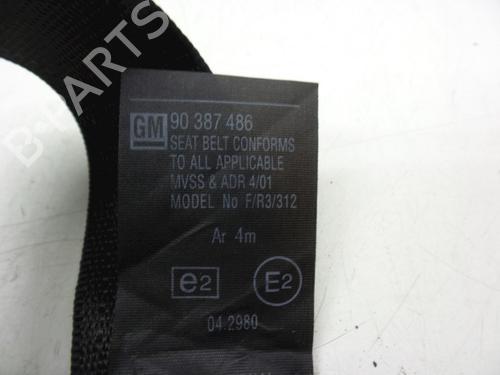 GM 90 387 486
SEAT BELT CONFORMS
TO ALL APPLICABLE
MVSS & ADR 4/01
MODEL No F/R3/312
Ar 4m
e2 E2
04.2980
B-PARTS